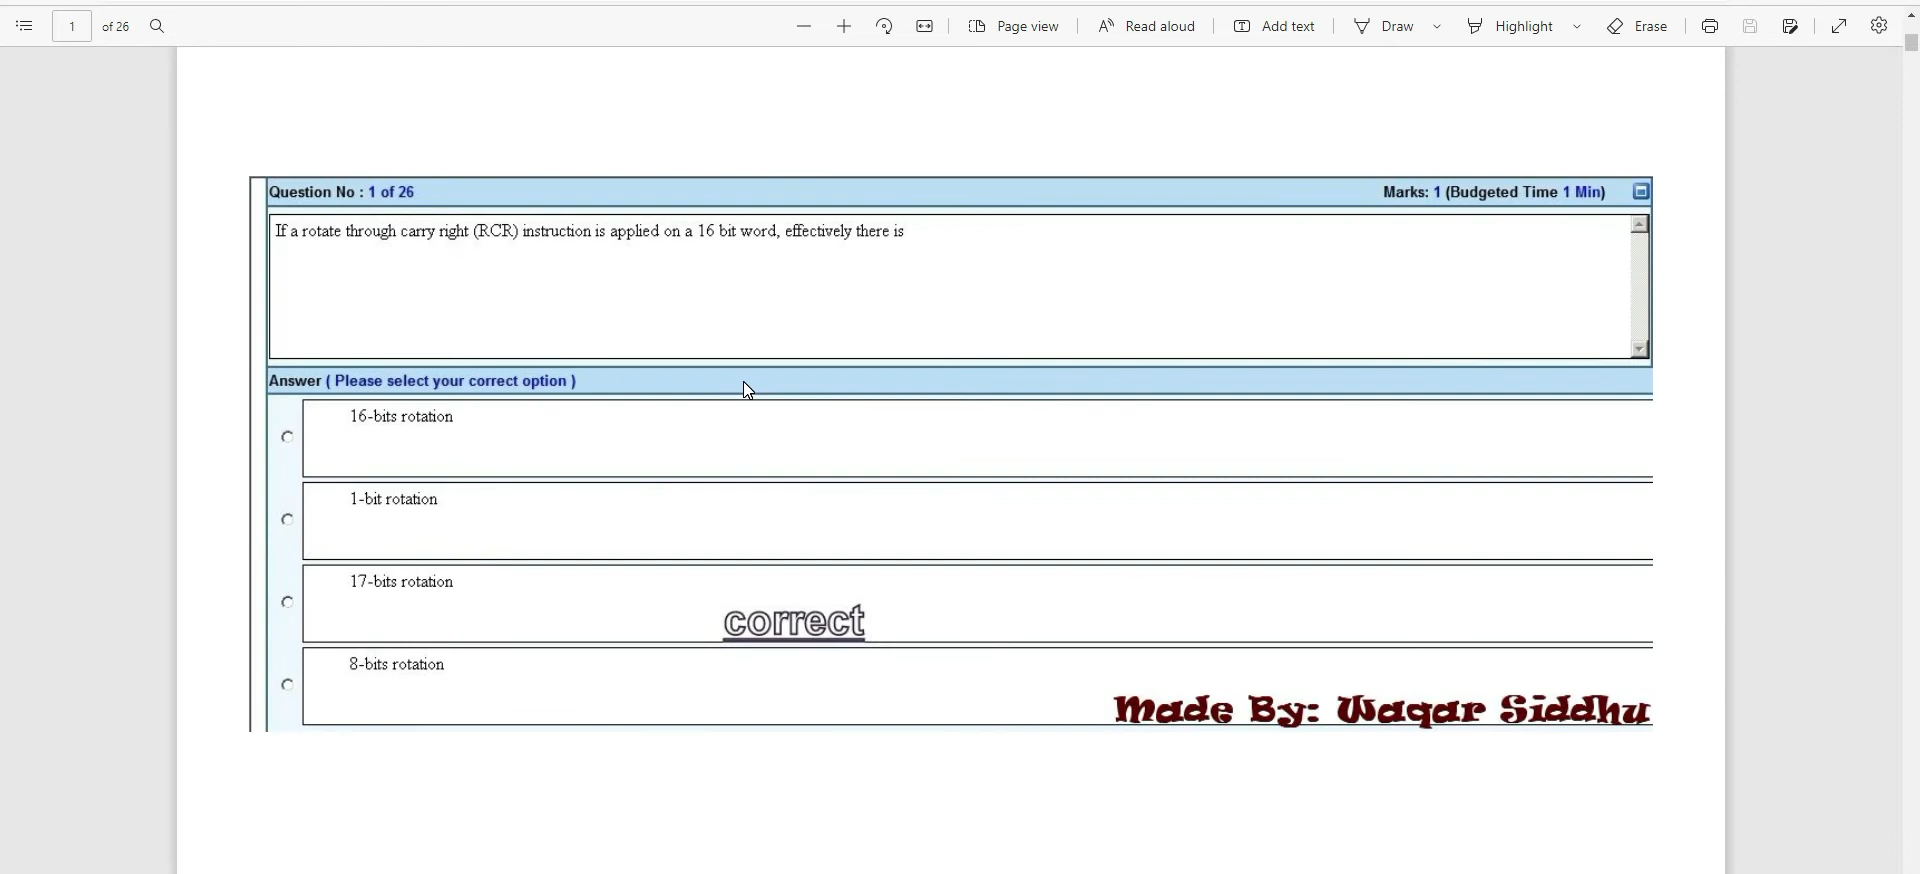 1 of 26 Page view Read aloud Add text Draw Highlight Erase
Question No : 1 of 26 Marks: 1 (Budgeted Time 1 Min)
If a rotate through carry right (RCR) instruction is applied on a 16 bit word, effectively there is
Answer ( Please select your correct option )
16-bits rotation
1-bit rotation
17-bits rotation
correct
8-bits rotation
Made By: Waqar Siddhu